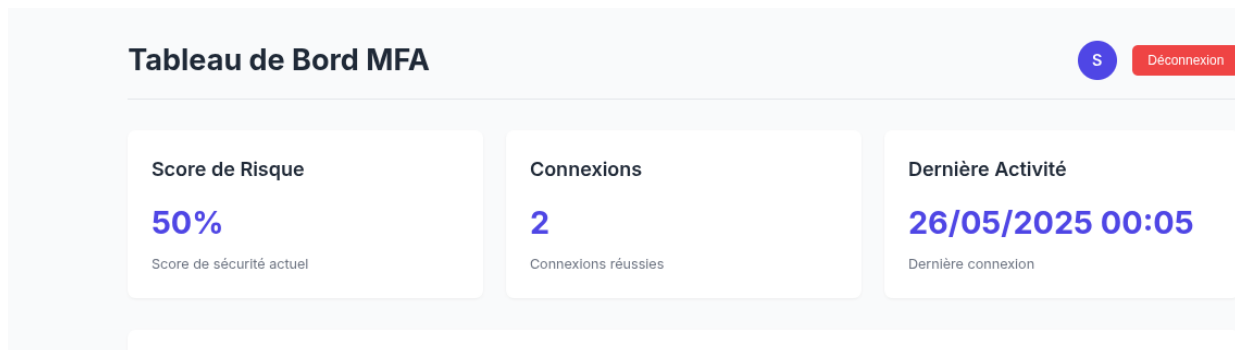 Tableau de Bord MFA
S
Déconnexion
Score de Risque
50%
Score de sécurité actuel
Connexions
2
Connexions réussies
Dernière Activité
26/05/2025 00:05
Dernière connexion